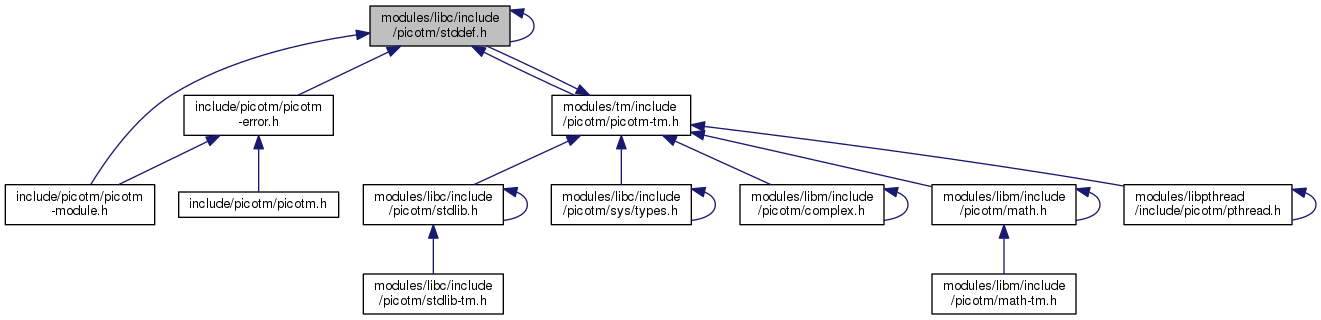 modules/libc/include
/picotm/stddef.h
include/picotm/picotm
-error.h
modules/tm/include
/picotm/picotm-tm.h
include/picotm/picotm
-module.h
include/picotm/picotm.h
modules/libc/include
/picotm/stdlib.h
modules/libc/include
/picotm/sys/types.h
modules/libm/include
/picotm/complex.h
modules/libm/include
/picotm/math.h
modules/libpthread
/include/picotm/pthread.h
modules/libc/include
/picotm/stdlib-tm.h
modules/libm/include
/picotm/math-tm.h